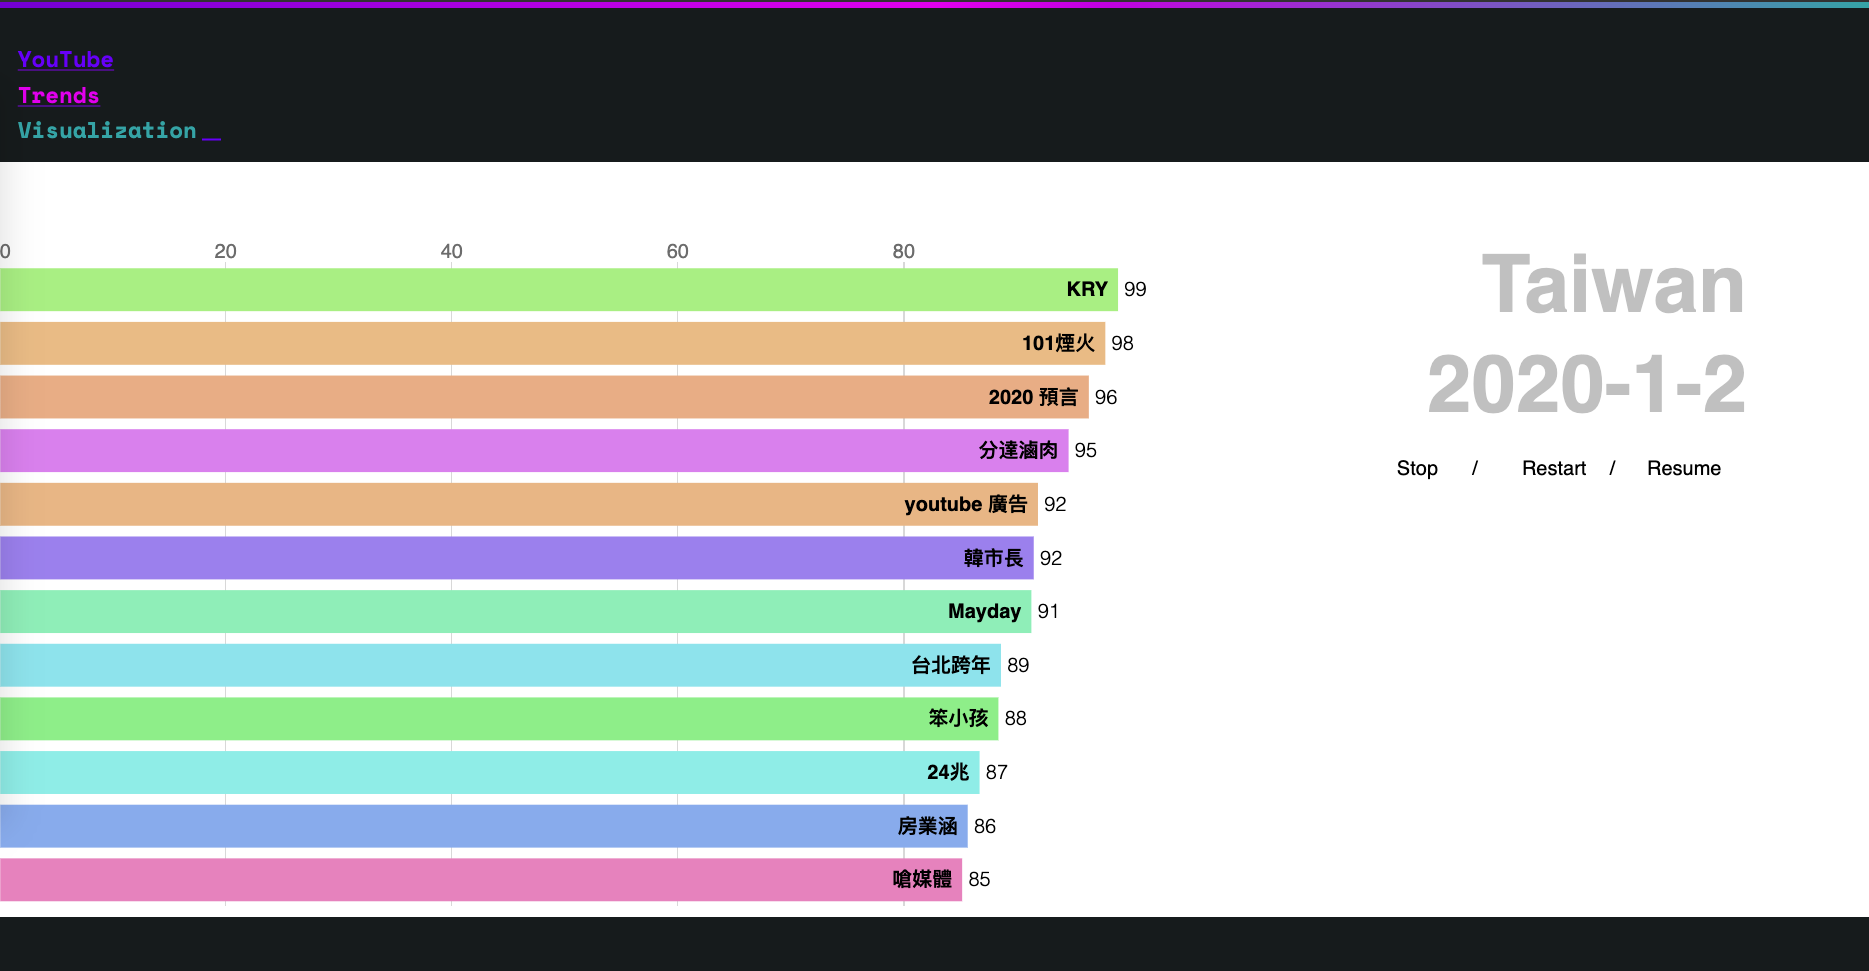 YouTube
Trends
Visualization_
0 20 40 60 80
KRY 99
101煙火 98
2020 預言 96
分達滷肉 95
youtube 廣告 92
韓市長 92
Mayday 91
台北跨年 89
笨小孩 88
24兆 87
房業涵 86
嗆媒體 85
Taiwan
2020-1-2
Stop / Restart / Resume